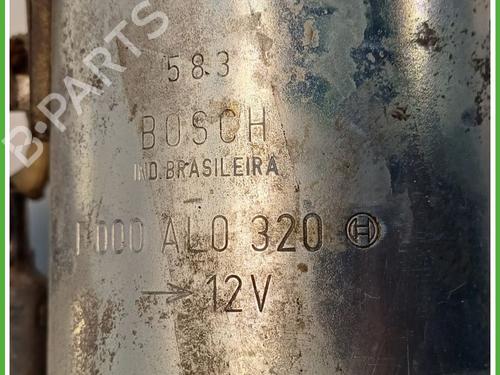 B-PARTS
583
BOSCH
IND.BRASILEIRA
F000 AL0 320
→ 12V